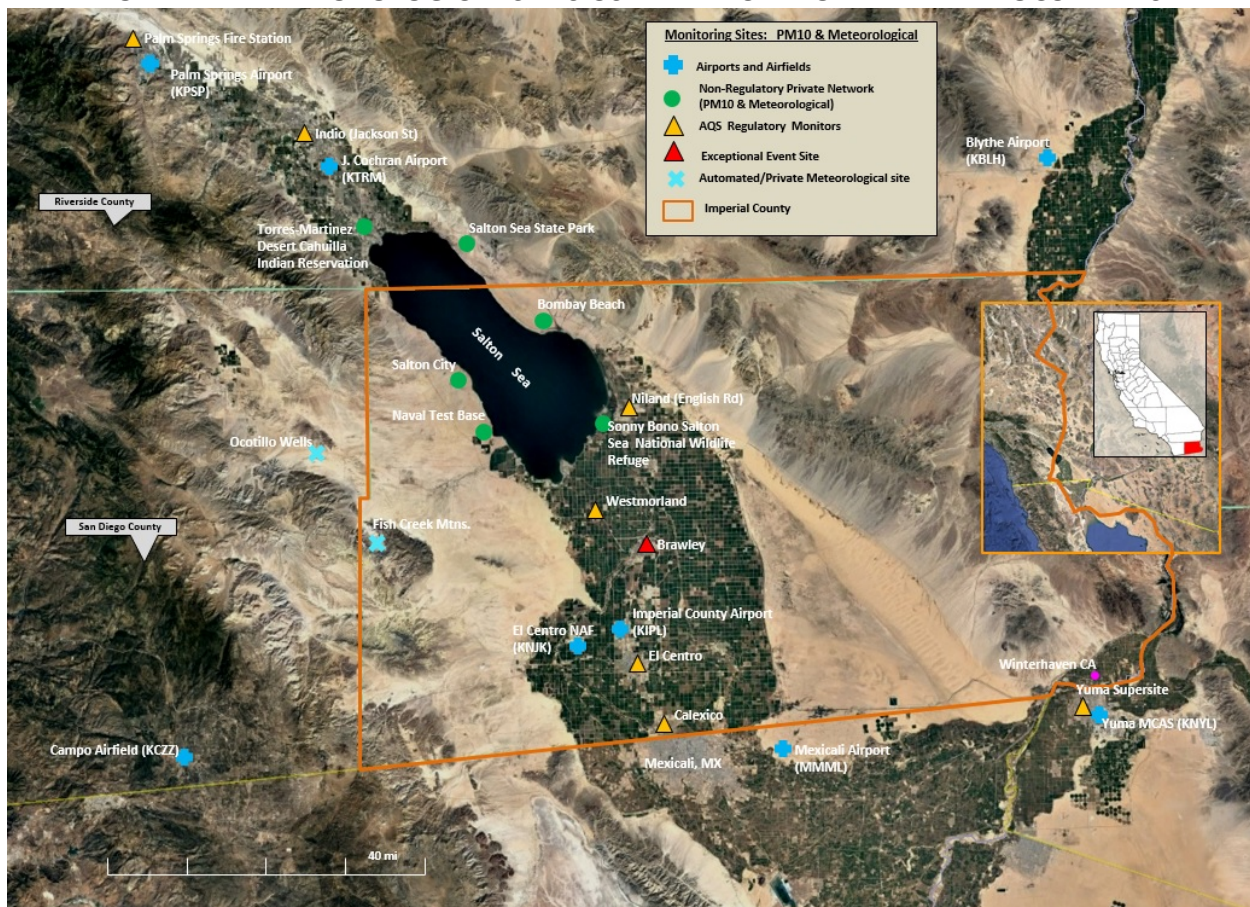 Palm Springs Fire Station
Palm Springs Airport
(KPSP)
Indio (Jackson St)
J. Cochran Airport
(KTRM)
Riverside County
Torres-Martinez
Desert Cahuilla
Indian Reservation
Salton Sea State Park
Monitoring Sites: PM10 & Meteorological
Airports and Airfields
Non-Regulatory Private Network
(PM10 & Meteorological)
AQS Regulatory Monitors
Exceptional Event Site
Automated/Private Meteorological site
Imperial County
Blythe Airport
(KBLH)
Bombay Beach
Salton Sea
Salton City
Naval Test Base
Niland (English Rd)
Sonny Bono Salton
Sea National Wildlife
Refuge
Ocotillo Wells
Westmorland
San Diego County
Fish Creek Mtns.
Brawley
Imperial County Airport
(KIPL)
El Centro NAF
(KNJK)
El Centro
Winterhaven CA
Yuma Supersite
Yuma MCAS (KNYL)
Calexico
Campo Airfield (KCZZ)
Mexicali Airport
(MMML)
Mexicali, MX
40 mi